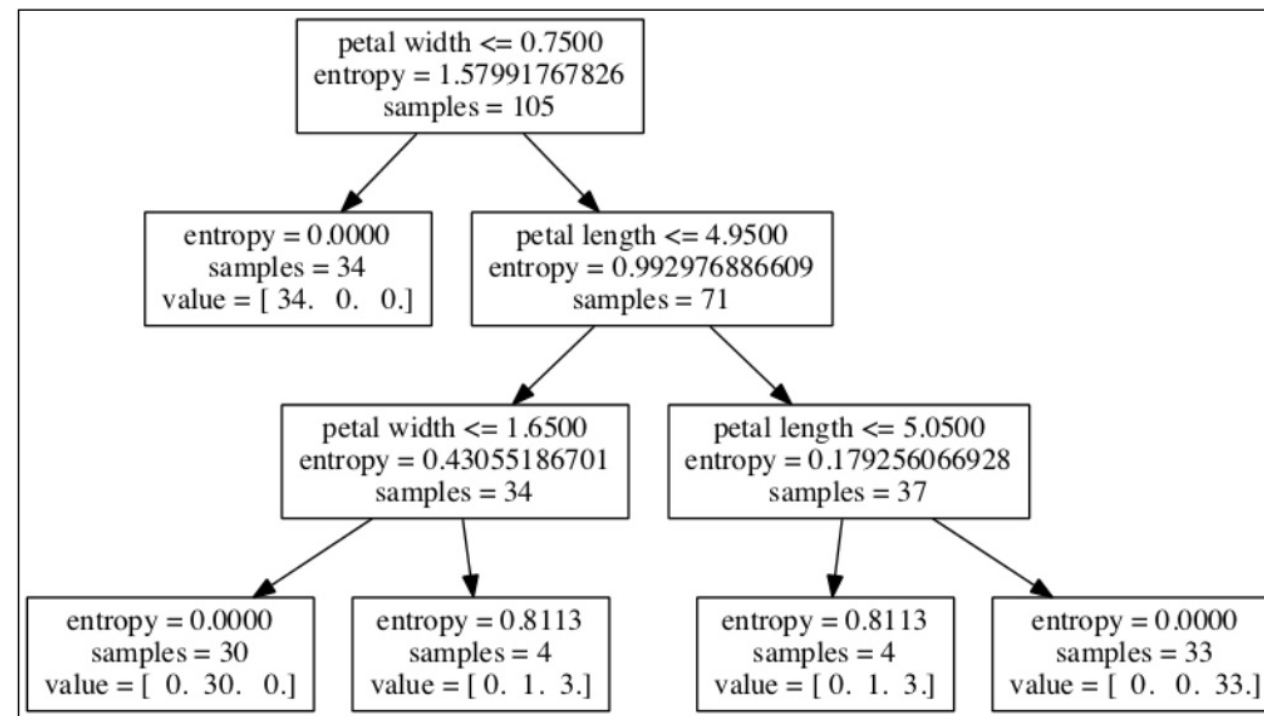 petal width <= 0.7500
entropy = 1.57991767826
samples = 105
entropy = 0.0000
samples = 34
value = [ 34. 0. 0.]
petal length <= 4.9500
entropy = 0.992976886609
samples = 71
petal width <= 1.6500
entropy = 0.43055186701
samples = 34
petal length <= 5.0500
entropy = 0.179256066928
samples = 37
entropy = 0.0000
samples = 30
value = [ 0. 30. 0.]
entropy = 0.8113
samples = 4
value = [ 0. 1. 3.]
entropy = 0.8113
samples = 4
value = [ 0. 1. 3.]
entropy = 0.0000
samples = 33
value = [ 0. 0. 33.]